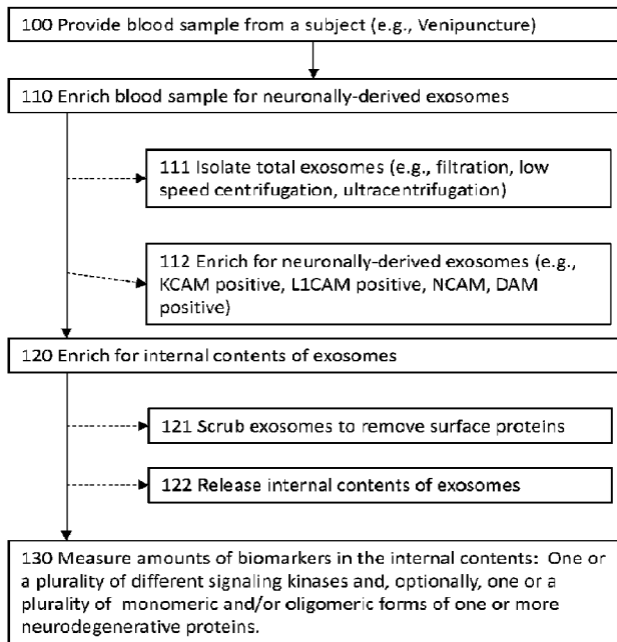 100 Provide blood sample from a subject (e.g., Venipuncture)
110 Enrich blood sample for neuronally-derived exosomes
111 Isolate total exosomes (e.g., filtration, low
speed centrifugation, ultracentrifugation)
112 Enrich for neuronally-derived exosomes (e.g.,
KCAM positive, L1CAM positive, NCAM, DAM
positive)
120 Enrich for internal contents of exosomes
121 Scrub exosomes to remove surface proteins
122 Release internal contents of exosomes
130 Measure amounts of biomarkers in the internal contents: One or
a plurality of different signaling kinases and, optionally, one or a
plurality of monomeric and/or oligomeric forms of one or more
neurodegenerative proteins.